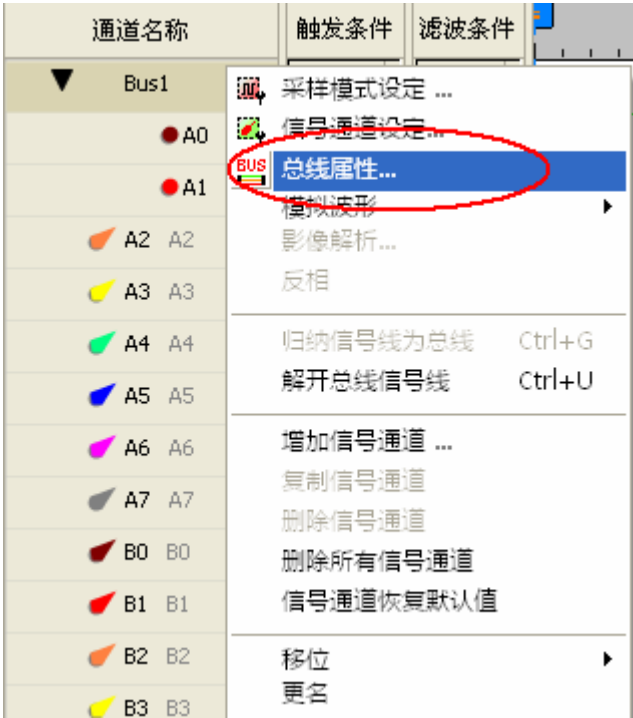 通道名称 触发条件 滤波条件
Bus1
A0
A1
A2 A2
A3 A3
A4 A4
A5 A5
A6 A6
A7 A7
B0 B0
B1 B1
B2 B2
B3 B3
采样模式设定 ...
信号通道设定...
BUS 总线属性...
模拟波形
影像解析...
反相
归纳信号线为总线 Ctrl+G
解开总线信号线 Ctrl+U
增加信号通道 ...
复制信号通道
删除信号通道
删除所有信号通道
信号通道恢复默认值
移位
更名